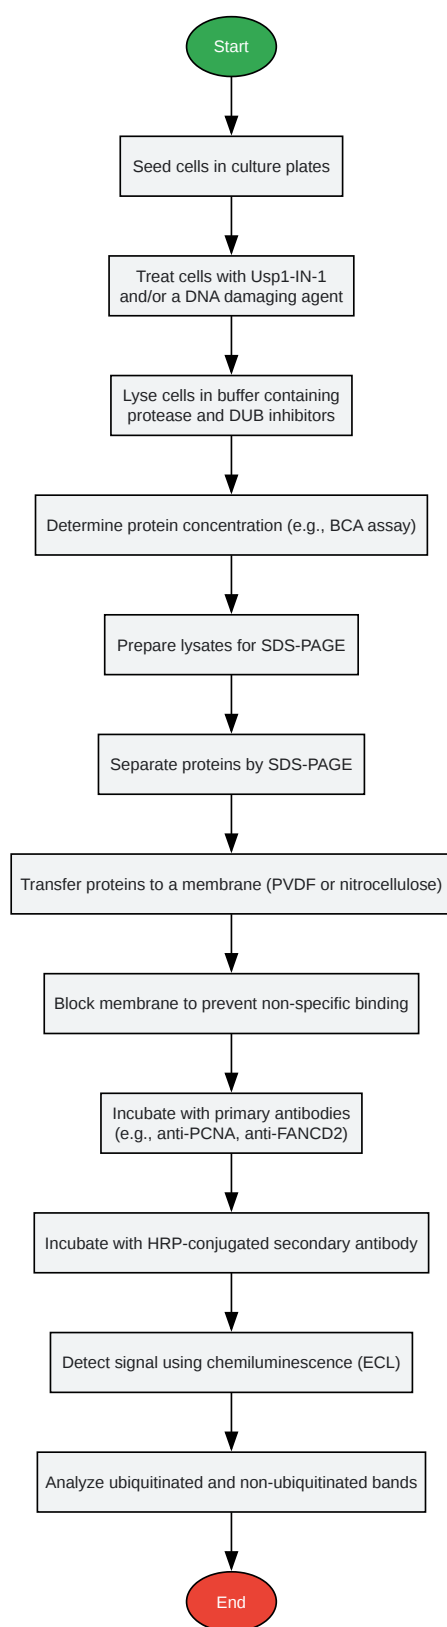 Start
Seed cells in culture plates
Treat cells with Usp1-IN-1
and/or a DNA damaging agent
Lyse cells in buffer containing
protease and DUB inhibitors
Determine protein concentration (e.g., BCA assay)
Prepare lysates for SDS-PAGE
Separate proteins by SDS-PAGE
Transfer proteins to a membrane (PVDF or nitrocellulose)
Block membrane to prevent non-specific binding
Incubate with primary antibodies
(e.g., anti-PCNA, anti-FANCD2)
Incubate with HRP-conjugated secondary antibody
Detect signal using chemiluminescence (ECL)
Analyze ubiquitinated and non-ubiquitinated bands
End